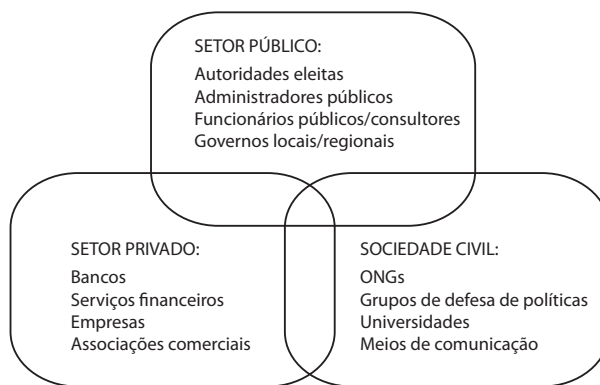 SETOR PÚBLICO:
Autoridades eleitas
Administradores públicos
Funcionários públicos/consultores
Governos locais/regionais
SETOR PRIVADO:
Bancos
Serviços financeiros
Empresas
Associações comerciais
SOCIEDADE CIVIL:
ONGs
Grupos de defesa de políticas
Universidades
Meios de comunicação